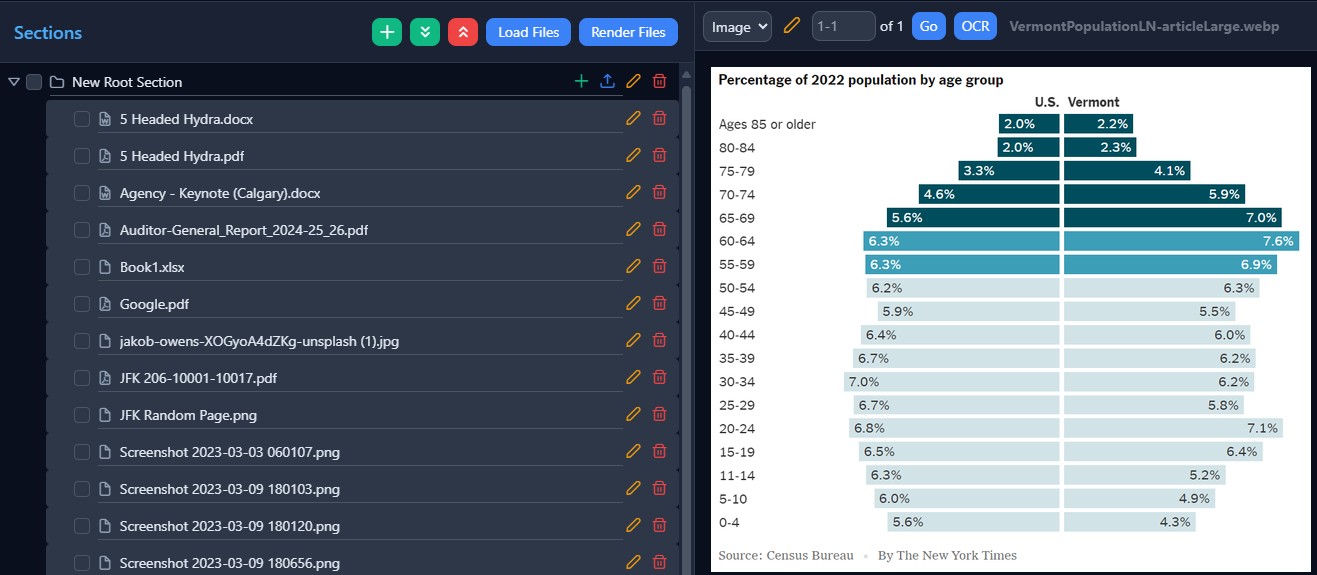 Sections
Load Files
Render Files
New Root Section
5 Headed Hydra.docx
5 Headed Hydra.pdf
Agency - Keynote (Calgary).docx
Auditor-General_Report_2024-25_26.pdf
Book1.xlsx
Google.pdf
jakob-owens-XOGyoA4dZKg-unsplash (1).jpg
JFK 206-10001-10017.pdf
JFK Random Page.png
Screenshot 2023-03-03 060107.png
Screenshot 2023-03-09 180103.png
Screenshot 2023-03-09 180120.png
Screenshot 2023-03-09 180656.png
Image 1-1 of 1 Go OCR VermontPopulationLN-articleLarge.webp
Percentage of 2022 population by age group
U.S. Vermont
Ages 85 or older 2.0% 2.2%
80-84 2.0% 2.3%
75-79 3.3% 4.1%
70-74 4.6% 5.9%
65-69 5.6% 7.0%
60-64 6.3% 7.6%
55-59 6.3% 6.9%
50-54 6.2% 6.3%
45-49 5.9% 5.5%
40-44 6.4% 6.0%
35-39 6.7% 6.2%
30-34 7.0% 6.2%
25-29 6.7% 5.8%
20-24 6.8% 7.1%
15-19 6.5% 6.4%
11-14 6.3% 5.2%
5-10 6.0% 4.9%
0-4 5.6% 4.3%
Source: Census Bureau • By The New York Times